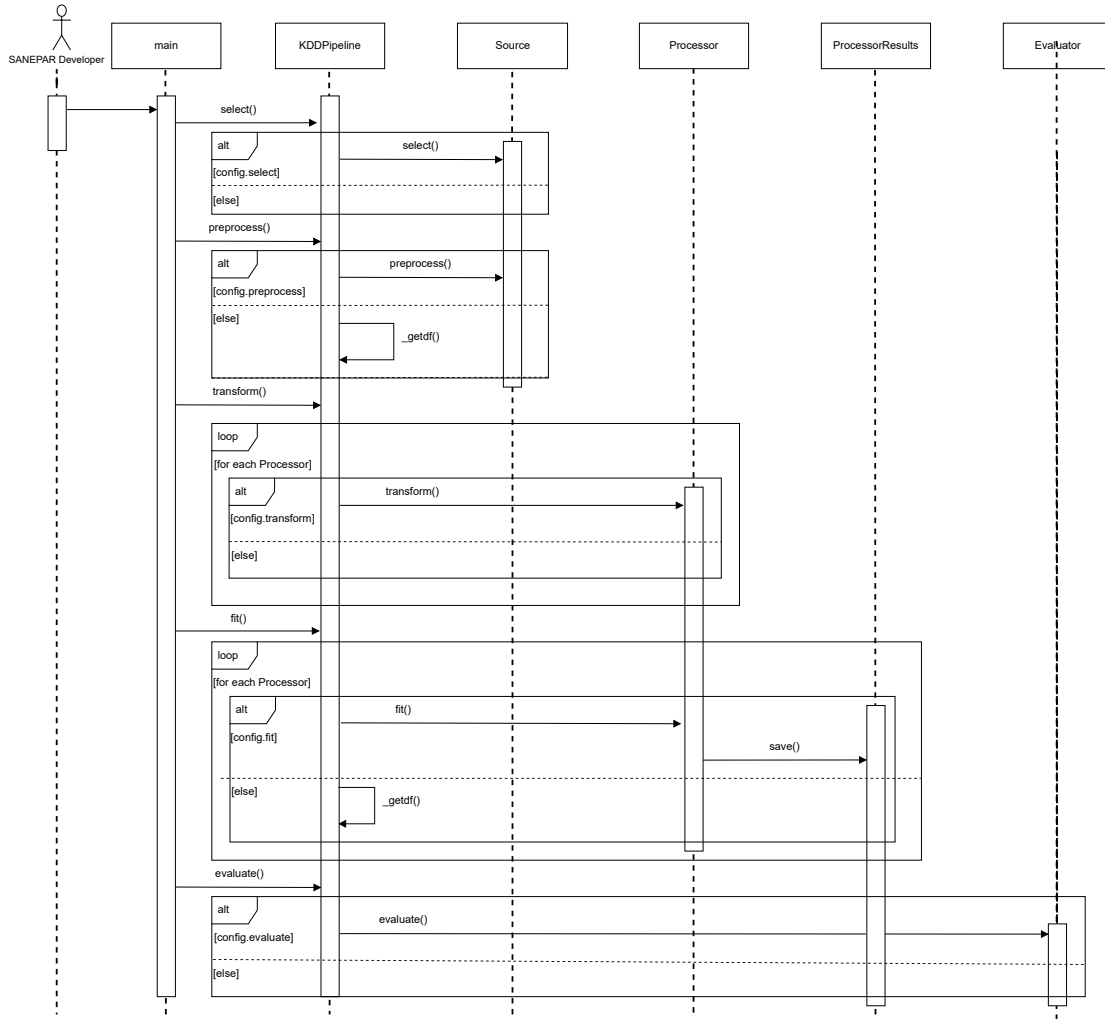 SANEPAR Developer
main
KDDPipeline
Source
Processor
ProcessorResults
Evaluator
select()
alt
select()
[config.select]
[else]
preprocess()
alt
preprocess()
[config.preprocess]
[else]
_getdf()
transform()
loop
[for each Processor]
alt
transform()
[config.transform]
[else]
fit()
loop
[for each Processor]
alt
fit()
[config.fit]
save()
[else]
_getdf()
evaluate()
alt
evaluate()
[config.evaluate]
[else]